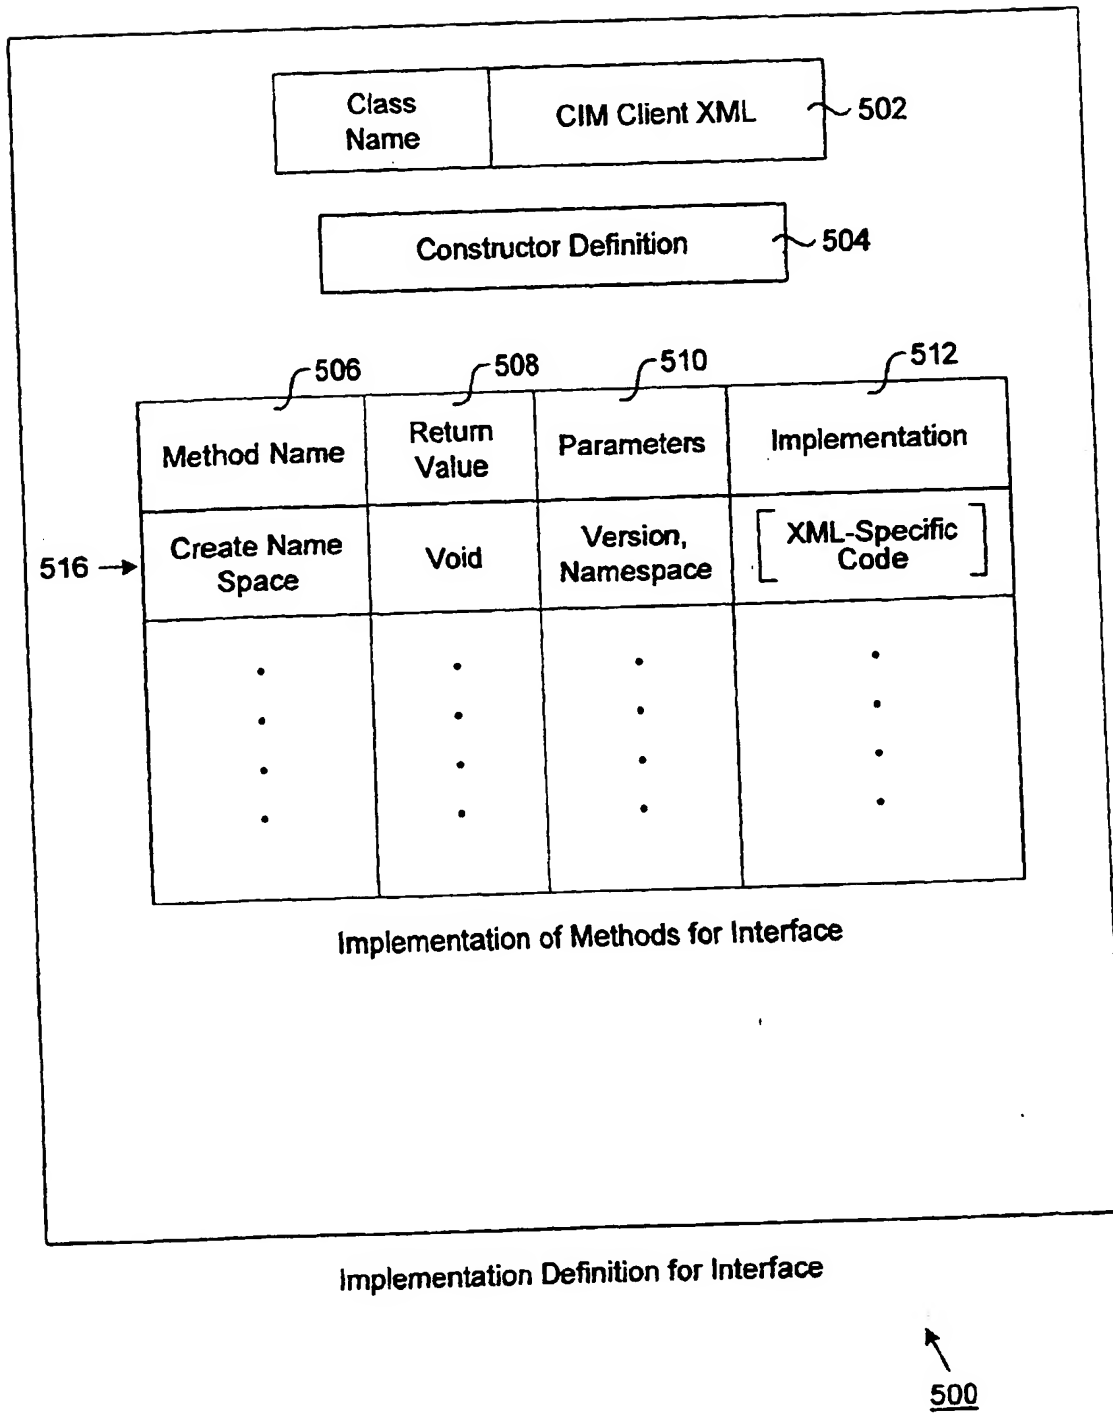 Class
Name
CIM Client XML
502
Constructor Definition
504
506
508
510
512
Method Name
Return
Value
Parameters
Implementation
516
Create Name
Space
Void
Version,
Namespace
XML-Specific
Code
Implementation of Methods for Interface
Implementation Definition for Interface
500